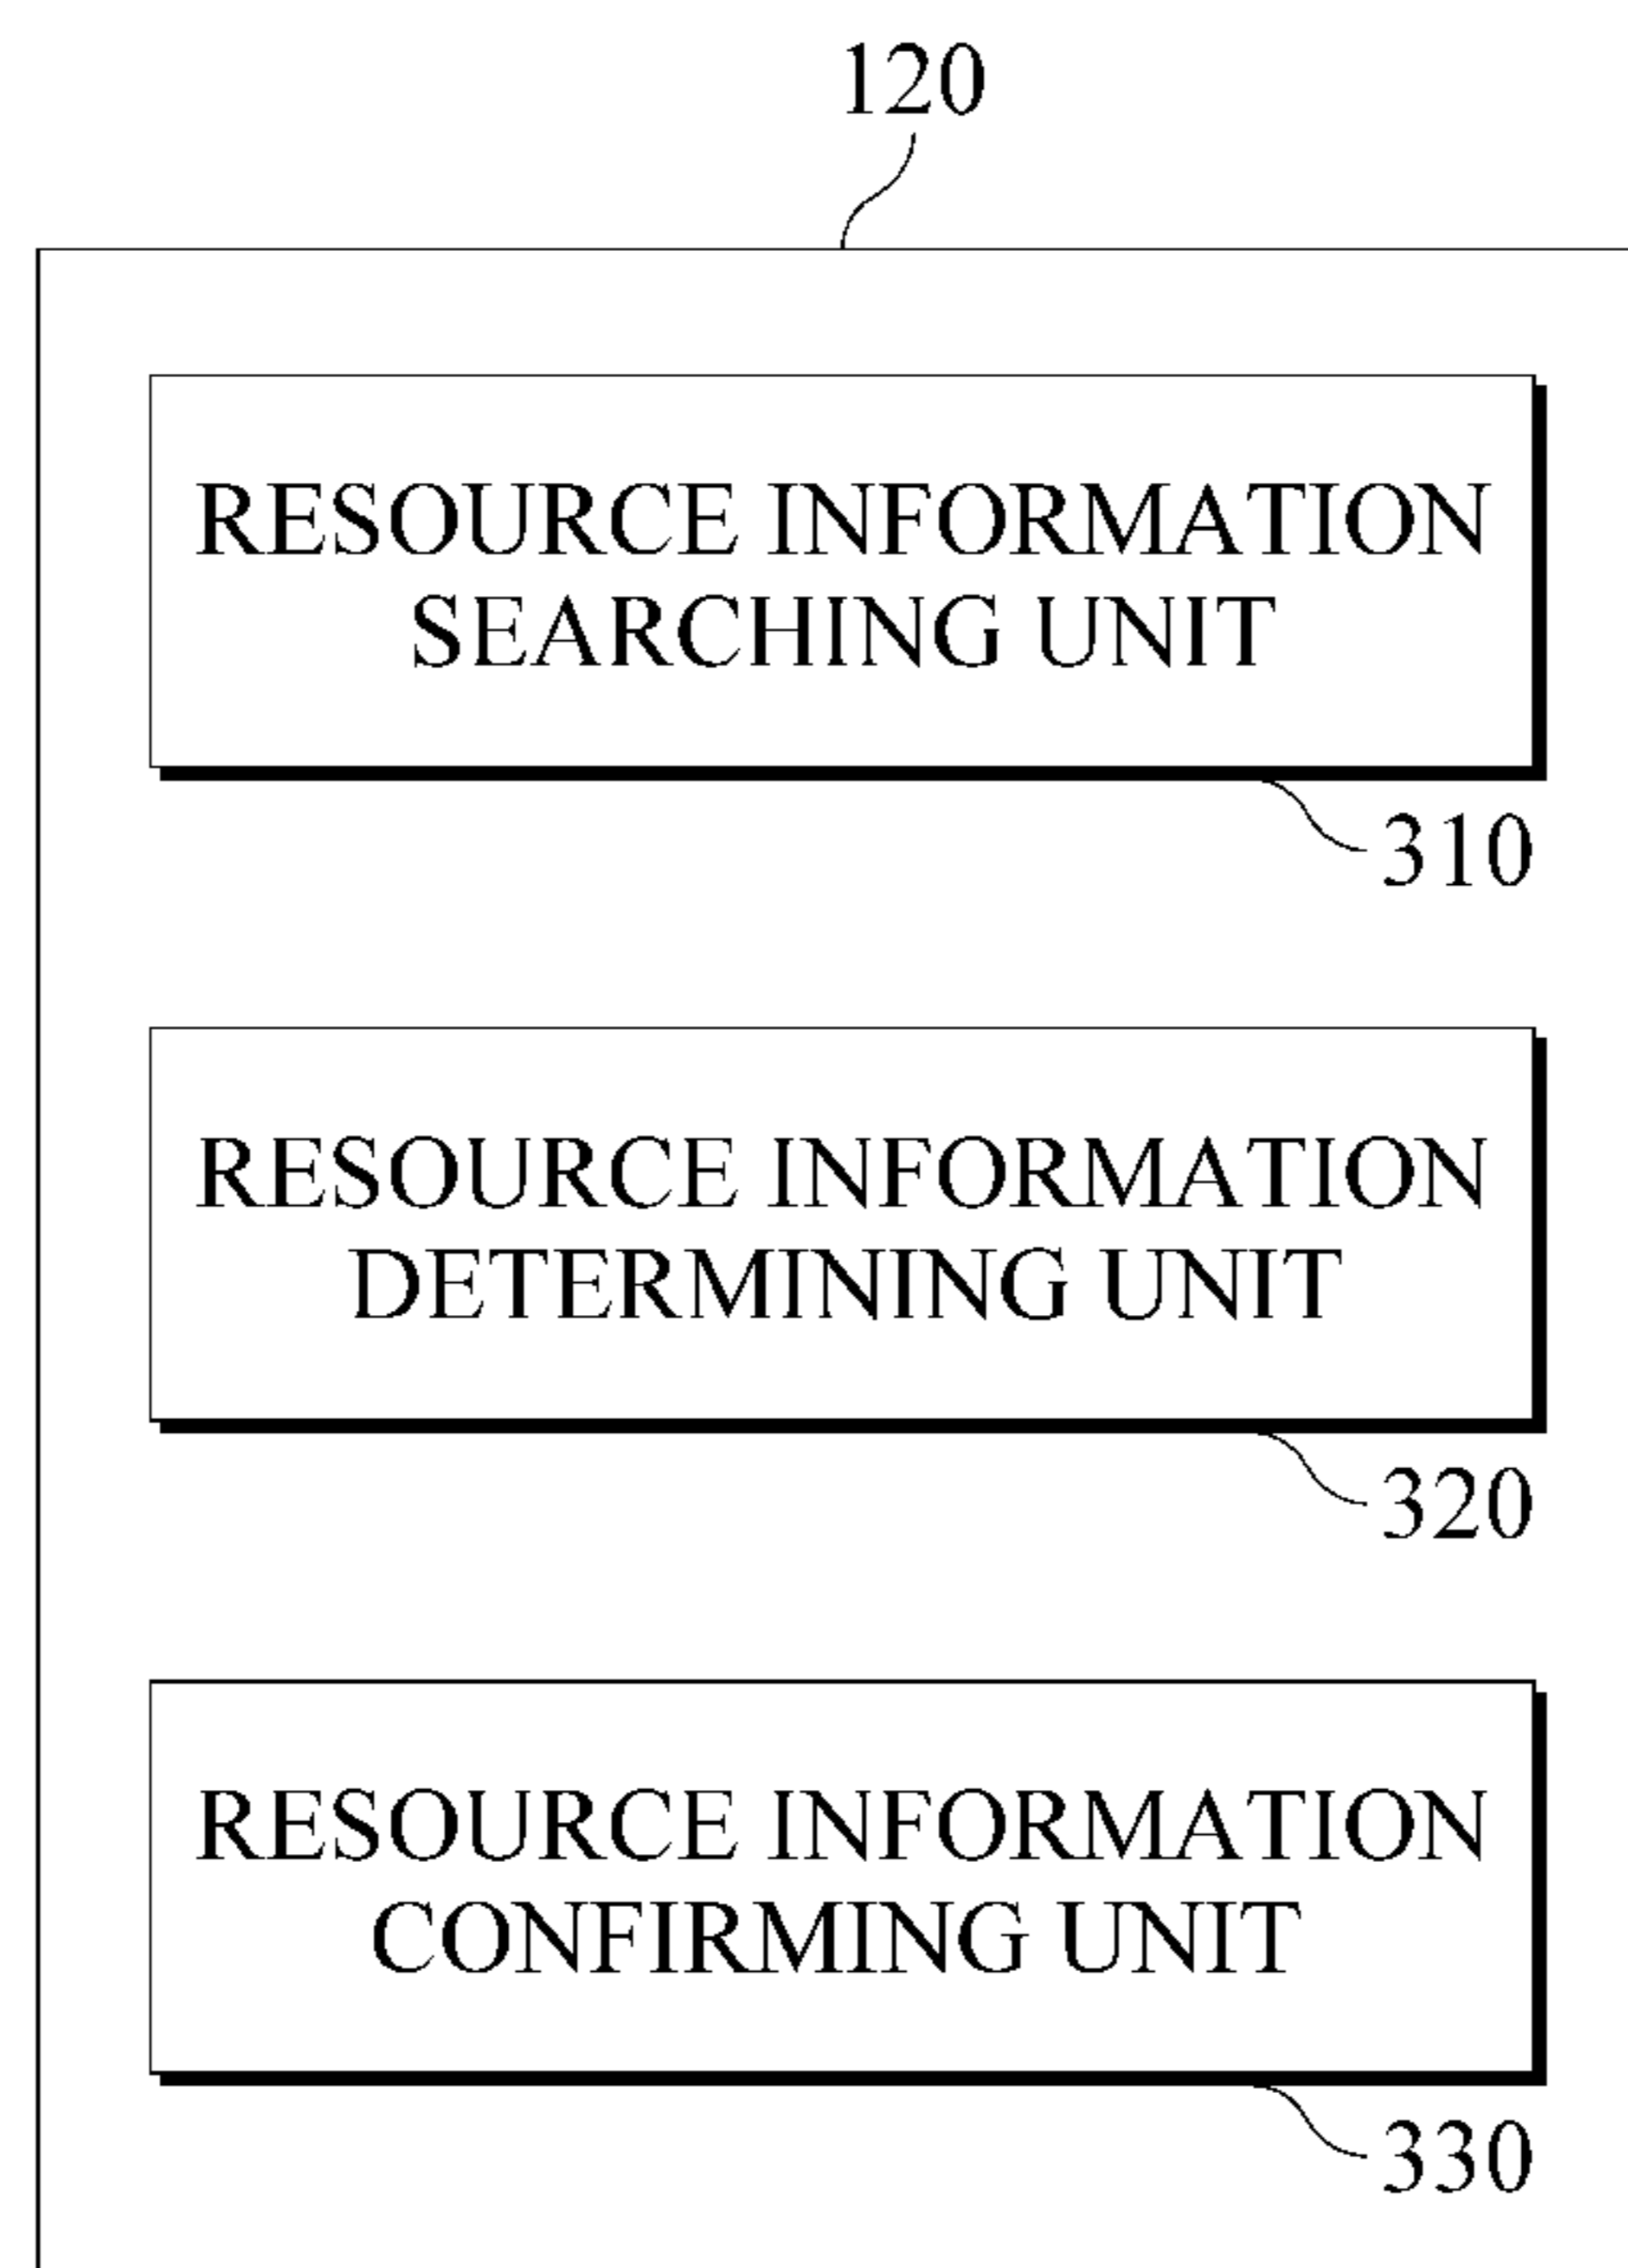 120
RESOURCE INFORMATION
SEARCHING UNIT
310
RESOURCE INFORMATION
DETERMINING UNIT
320
RESOURCE INFORMATION
CONFIRMING UNIT
330